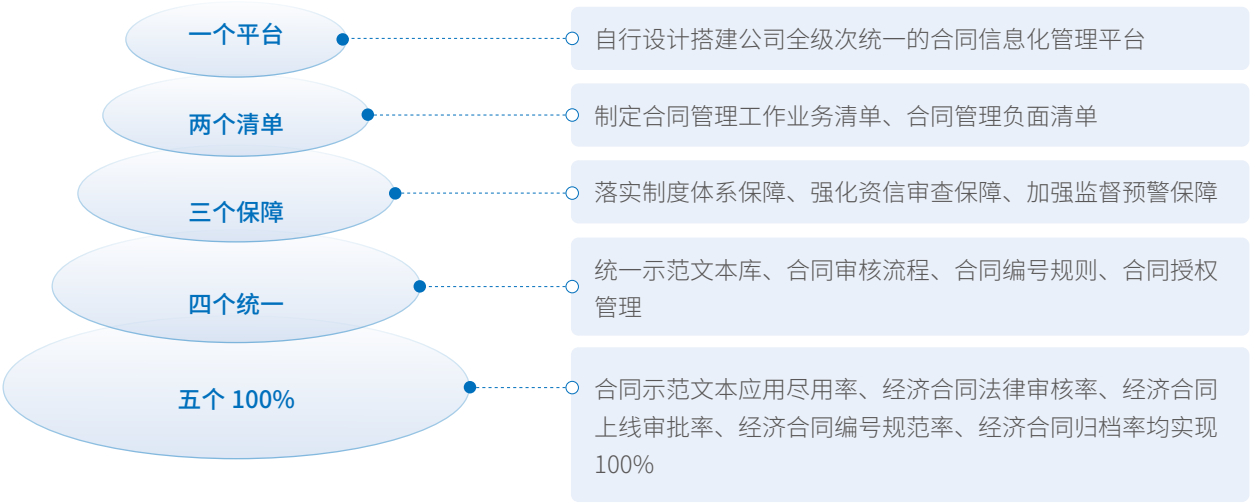 一个平台
自行设计搭建公司全级次统一的合同信息化管理平台
两个清单
制定合同管理工作业务清单、合同管理负面清单
三个保障
落实制度体系保障、强化资信审查保障、加强监督预警保障
四个统一
统一示范文本库、合同审核流程、合同编号规则、合同授权
管理
五个 100%
合同示范文本应用尽用率、经济合同法律审核率、经济合同
上线审批率、经济合同编号规范率、经济合同归档率均实现
100%